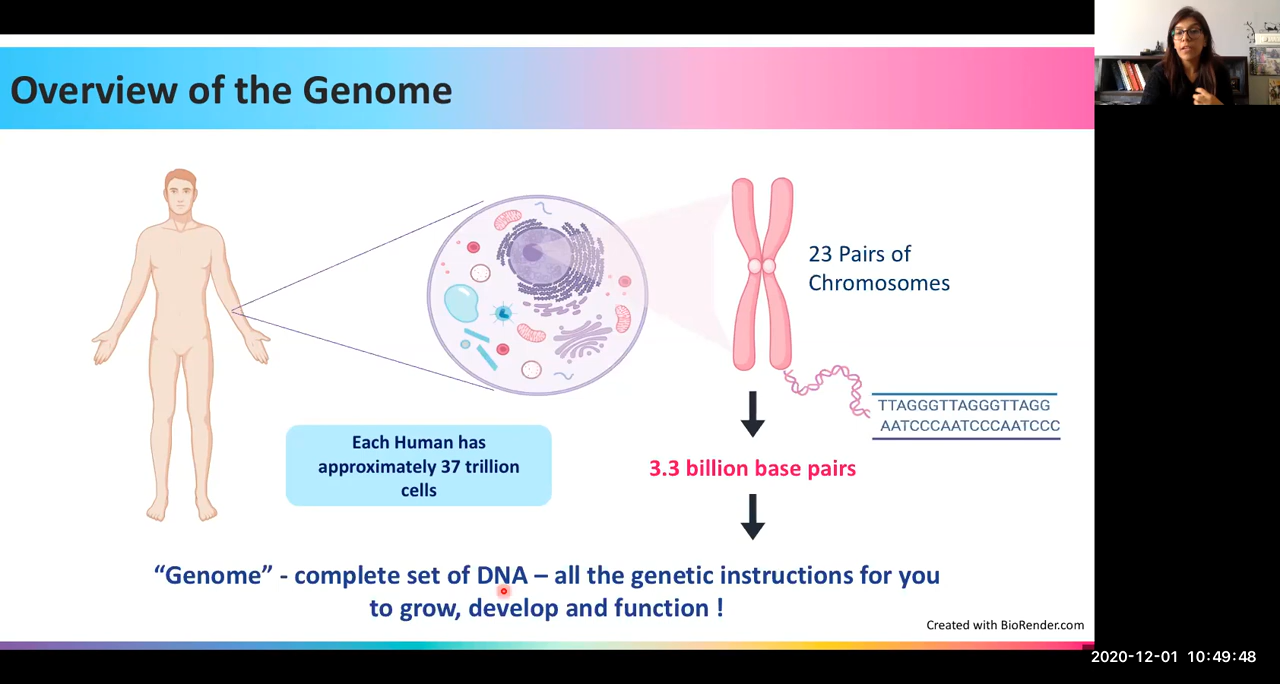 Overview of the Genome
23 Pairs of
Chromosomes
TTAGGGTTAGGGTTAGG
AATCCCAATCCCAATCCC
Each Human has
approximately 37 trillion
cells
3.3 billion base pairs
“Genome” - complete set of DNA – all the genetic instructions for you
to grow, develop and function !
Created with BioRender.com
2020-12-01 10:49:48